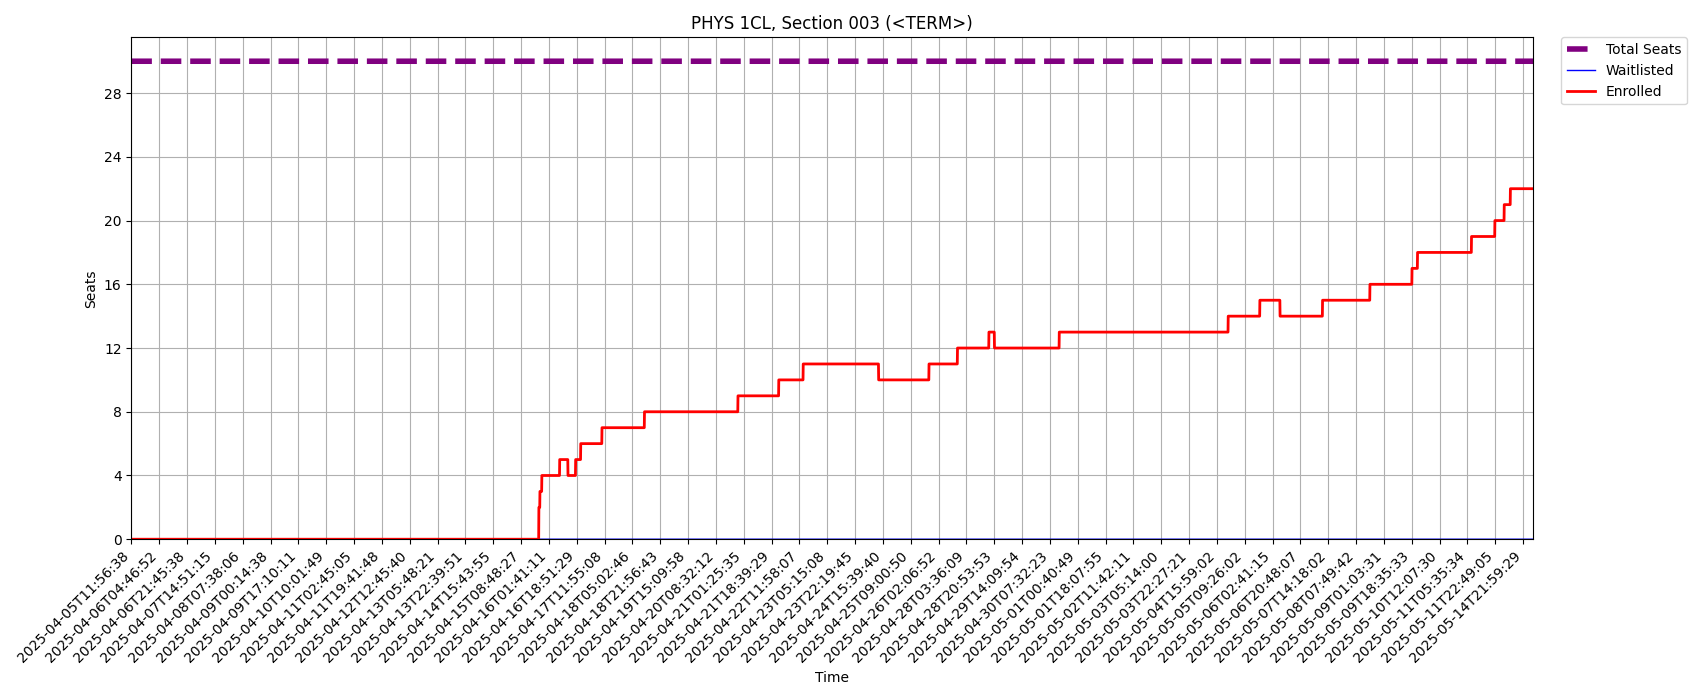 PHYS 1CL, Section 003 (<TERM>)
Total Seats
Waitlisted
Enrolled
Seats
28
24
20
16
12
8
4
0
2025-04-05T11:56:38
2025-04-06T04:46:52
2025-04-06T21:45:38
2025-04-07T14:51:15
2025-04-08T07:38:06
2025-04-09T00:14:38
2025-04-09T17:10:11
2025-04-10T10:01:49
2025-04-11T02:45:05
2025-04-11T19:41:48
2025-04-12T12:45:40
2025-04-13T05:48:21
2025-04-13T22:39:51
2025-04-14T15:43:55
2025-04-15T08:48:27
2025-04-16T01:41:11
2025-04-16T18:51:29
2025-04-17T11:55:08
2025-04-18T05:02:46
2025-04-18T21:56:43
2025-04-19T15:09:58
2025-04-20T08:32:12
2025-04-21T01:25:35
2025-04-21T18:39:29
2025-04-22T11:58:07
2025-04-23T05:15:08
2025-04-23T22:19:45
2025-04-24T15:39:40
2025-04-25T09:00:50
2025-04-26T02:06:52
2025-04-28T03:36:09
2025-04-28T20:53:53
2025-04-29T14:09:54
2025-04-30T07:32:23
2025-05-01T00:40:49
2025-05-01T18:07:55
2025-05-02T11:42:11
2025-05-03T05:14:00
2025-05-03T22:27:21
2025-05-04T15:59:02
2025-05-05T09:26:02
2025-05-06T02:41:15
2025-05-06T20:48:07
2025-05-07T14:18:02
2025-05-08T07:49:42
2025-05-09T01:03:31
2025-05-09T18:35:33
2025-05-10T12:07:30
2025-05-11T05:35:34
2025-05-11T22:49:05
2025-05-14T21:59:29
Time